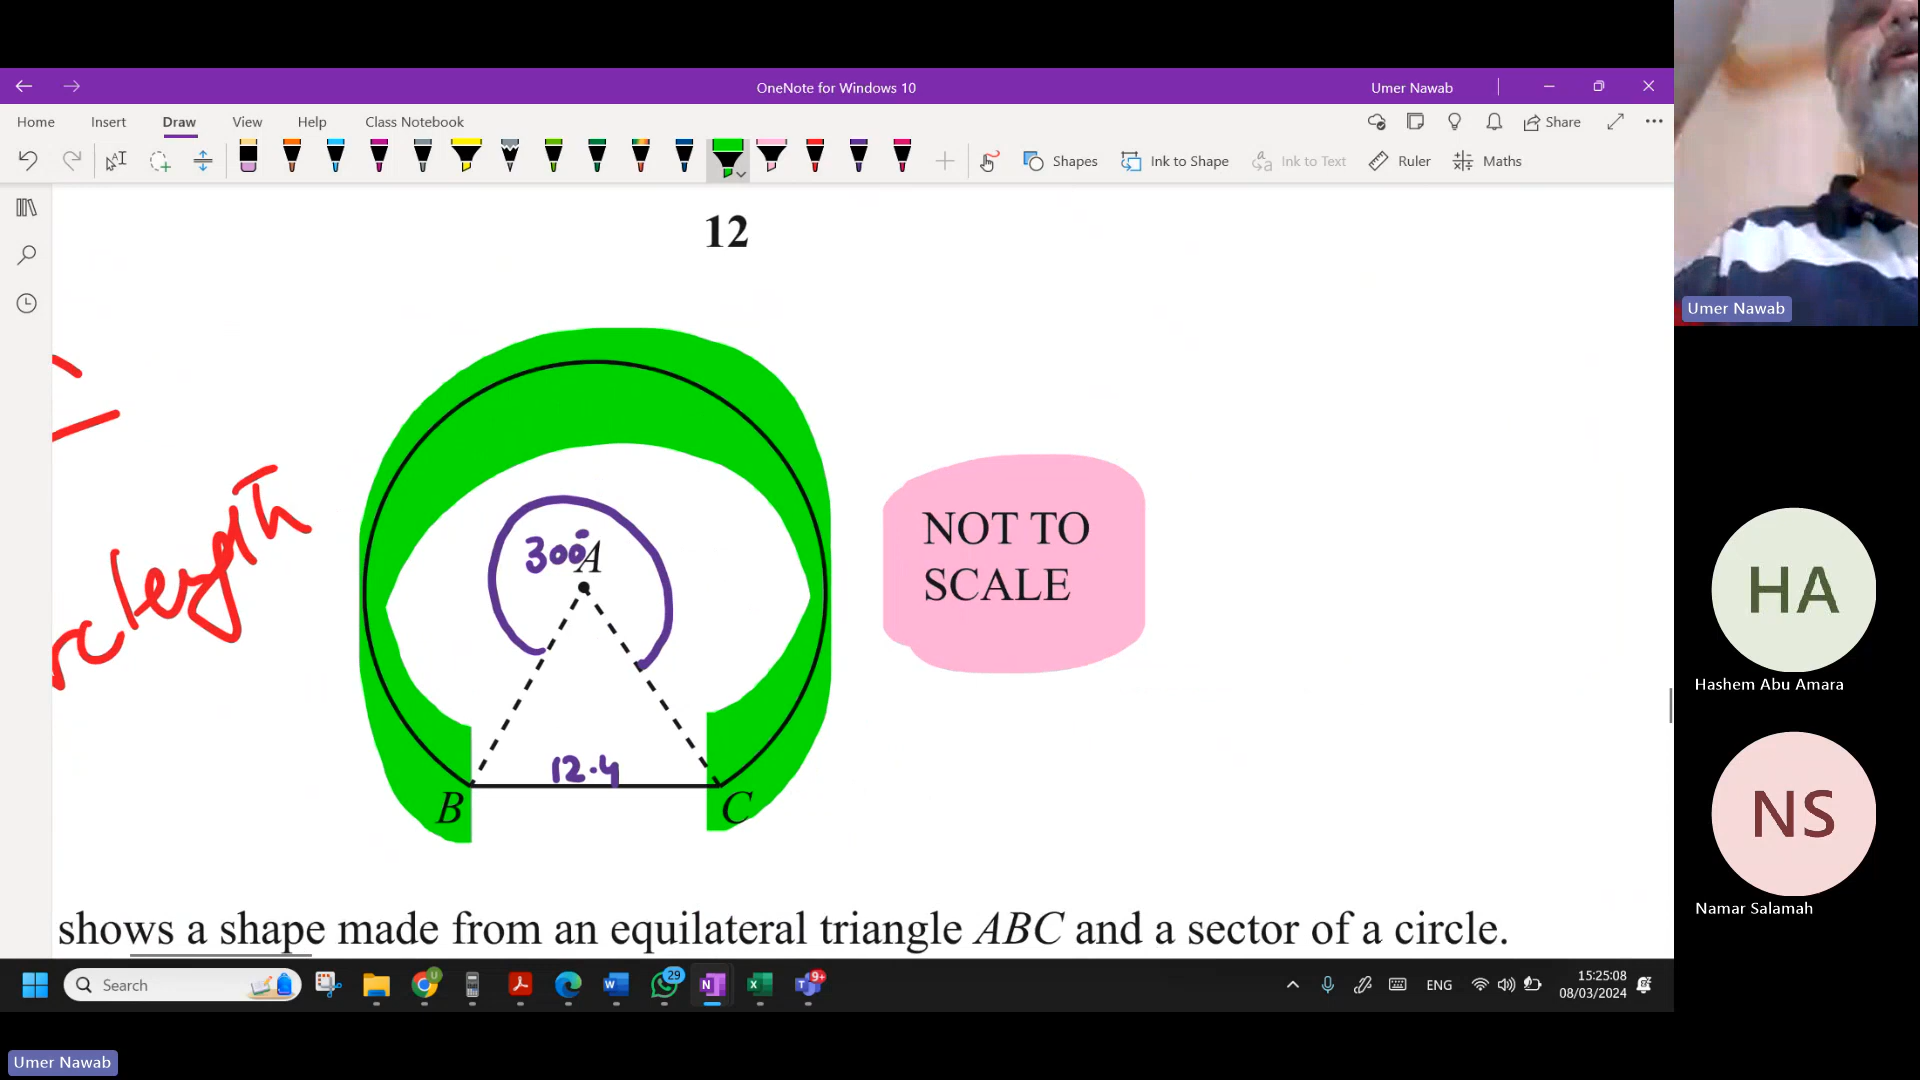 OneNote for Windows 10
Umer Nawab
Home Insert Draw View Help Class Notebook
Share
Shapes Ink to Shape Ink to Text Ruler Maths
12
300°
A
NOT TO
SCALE
12.4
B
C
shows a shape made from an equilateral triangle ABC and a sector of a circle.
Search
U
29
9+
ENG
15:25:08
08/03/2024
Umer Nawab
HA
Hashem Abu Amara
NS
Namar Salamah
Umer Nawab